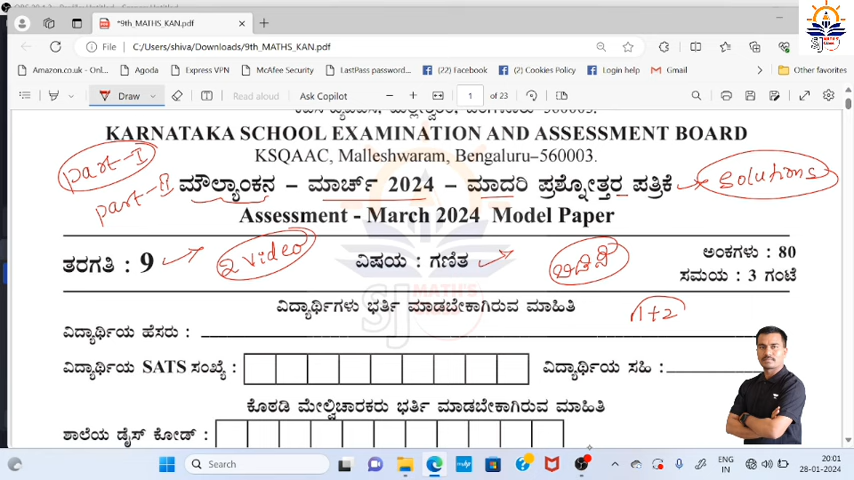 *9th_MATHS_KAN.pdf
File
C:/Users/shiva/Downloads/9th_MATHS_KAN.pdf
Amazon.co.uk - Onl... Agoda Express VPN McAfee Security LastPass password... (22) Facebook (2) Cookies Policy Login help Gmail Other favorites
Draw Read aloud Ask Copilot 1 of 23
KARNATAKA SCHOOL EXAMINATION AND ASSESSMENT BOARD
KSQAAC, Malleshwaram, Bengaluru–560003.
Part-I
Part-II
ಮೌಲ್ಯಾಂಕನ – ಮಾರ್ಚ್ 2024 – ಮಾದರಿ ಪ್ರಶ್ನೋತ್ತರ ಪತ್ರಿಕೆ
Solutions
Assessment - March 2024 Model Paper
ತರಗತಿ : 9
2 video
ವಿಷಯ : ಗಣಿತ
ಅಂಕಗಳು : 80
ಸಮಯ : 3 ಗಂಟೆ
ವಿದ್ಯಾರ್ಥಿಗಳು ಭರ್ತಿ ಮಾಡಬೇಕಾಗಿರುವ ಮಾಹಿತಿ
1+2
ವಿದ್ಯಾರ್ಥಿಯ ಹೆಸರು :
ವಿದ್ಯಾರ್ಥಿಯ SATS ಸಂಖ್ಯೆ :
ವಿದ್ಯಾರ್ಥಿಯ ಸಹಿ :
ಕೊಠಡಿ ಮೇಲ್ವಿಚಾರಕರು ಭರ್ತಿ ಮಾಡಬೇಕಾಗಿರುವ ಮಾಹಿತಿ
ಶಾಲೆಯ ಡೈಸ್ ಕೋಡ್ :
SJ MATH'S
Search
ENG
IN
20:01
28-01-2024